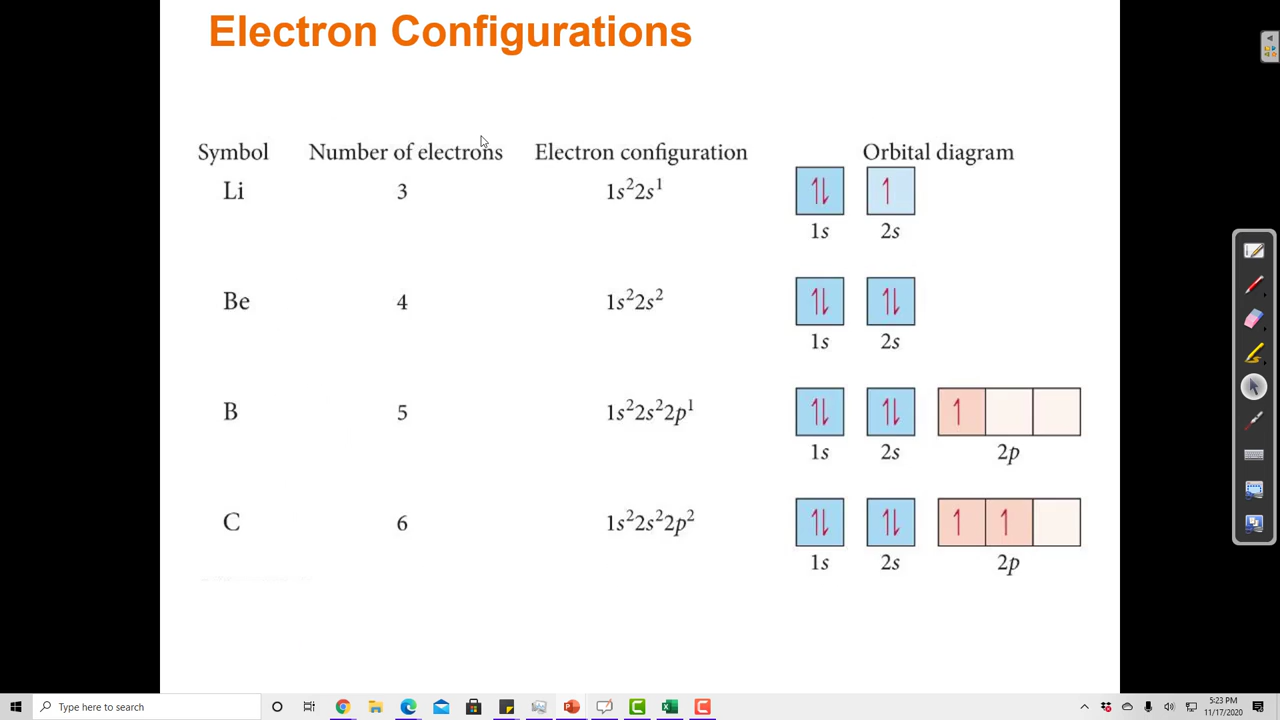 Electron Configurations
Symbol Number of electrons Electron configuration Orbital diagram
Li 3 1s²2s¹
1s 2s
Be 4 1s²2s²
1s 2s
B 5 1s²2s²2p¹
1s 2s 2p
C 6 1s²2s²2p²
1s 2s 2p
Type here to search
5:23 PM
11/17/2020